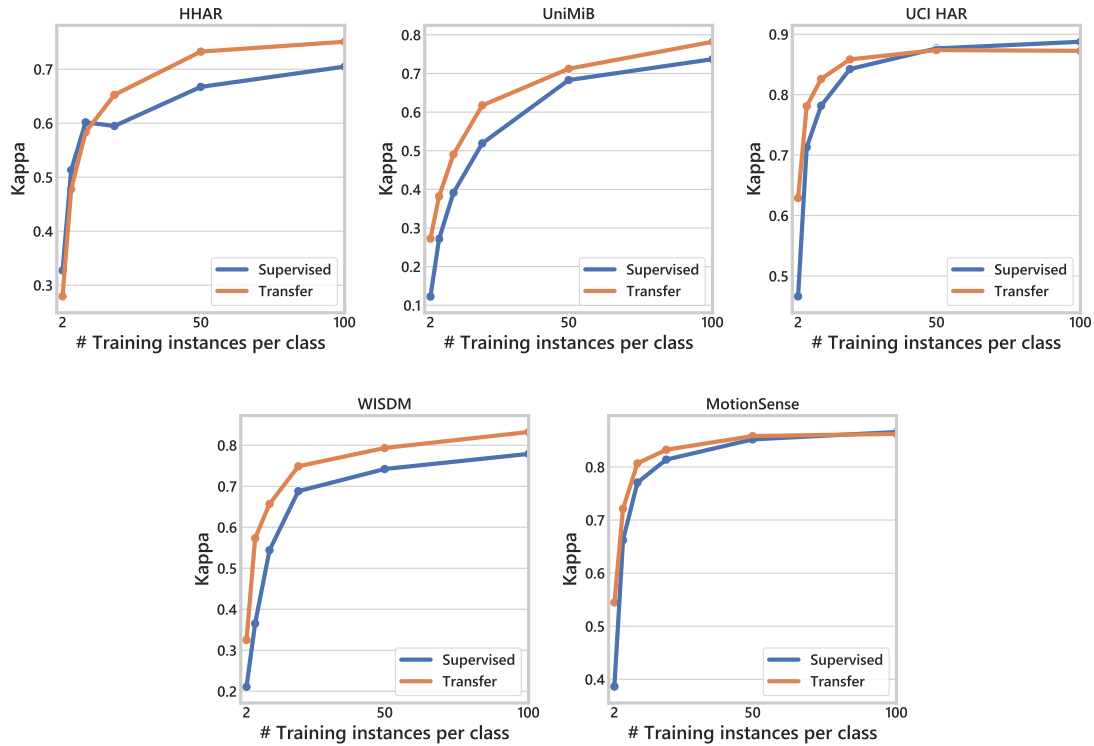 HHAR
Kappa
0.7
0.6
0.5
0.4
0.3
Supervised
Transfer
2 50 100
# Training instances per class
UniMiB
Kappa
0.8
0.7
0.6
0.5
0.4
0.3
0.2
0.1
Supervised
Transfer
2 50 100
# Training instances per class
UCI HAR
Kappa
0.9
0.8
0.7
0.6
0.5
Supervised
Transfer
2 50 100
# Training instances per class
WISDM
Kappa
0.8
0.7
0.6
0.5
0.4
0.3
0.2
Supervised
Transfer
2 50 100
# Training instances per class
MotionSense
Kappa
0.8
0.7
0.6
0.5
0.4
Supervised
Transfer
2 50 100
# Training instances per class